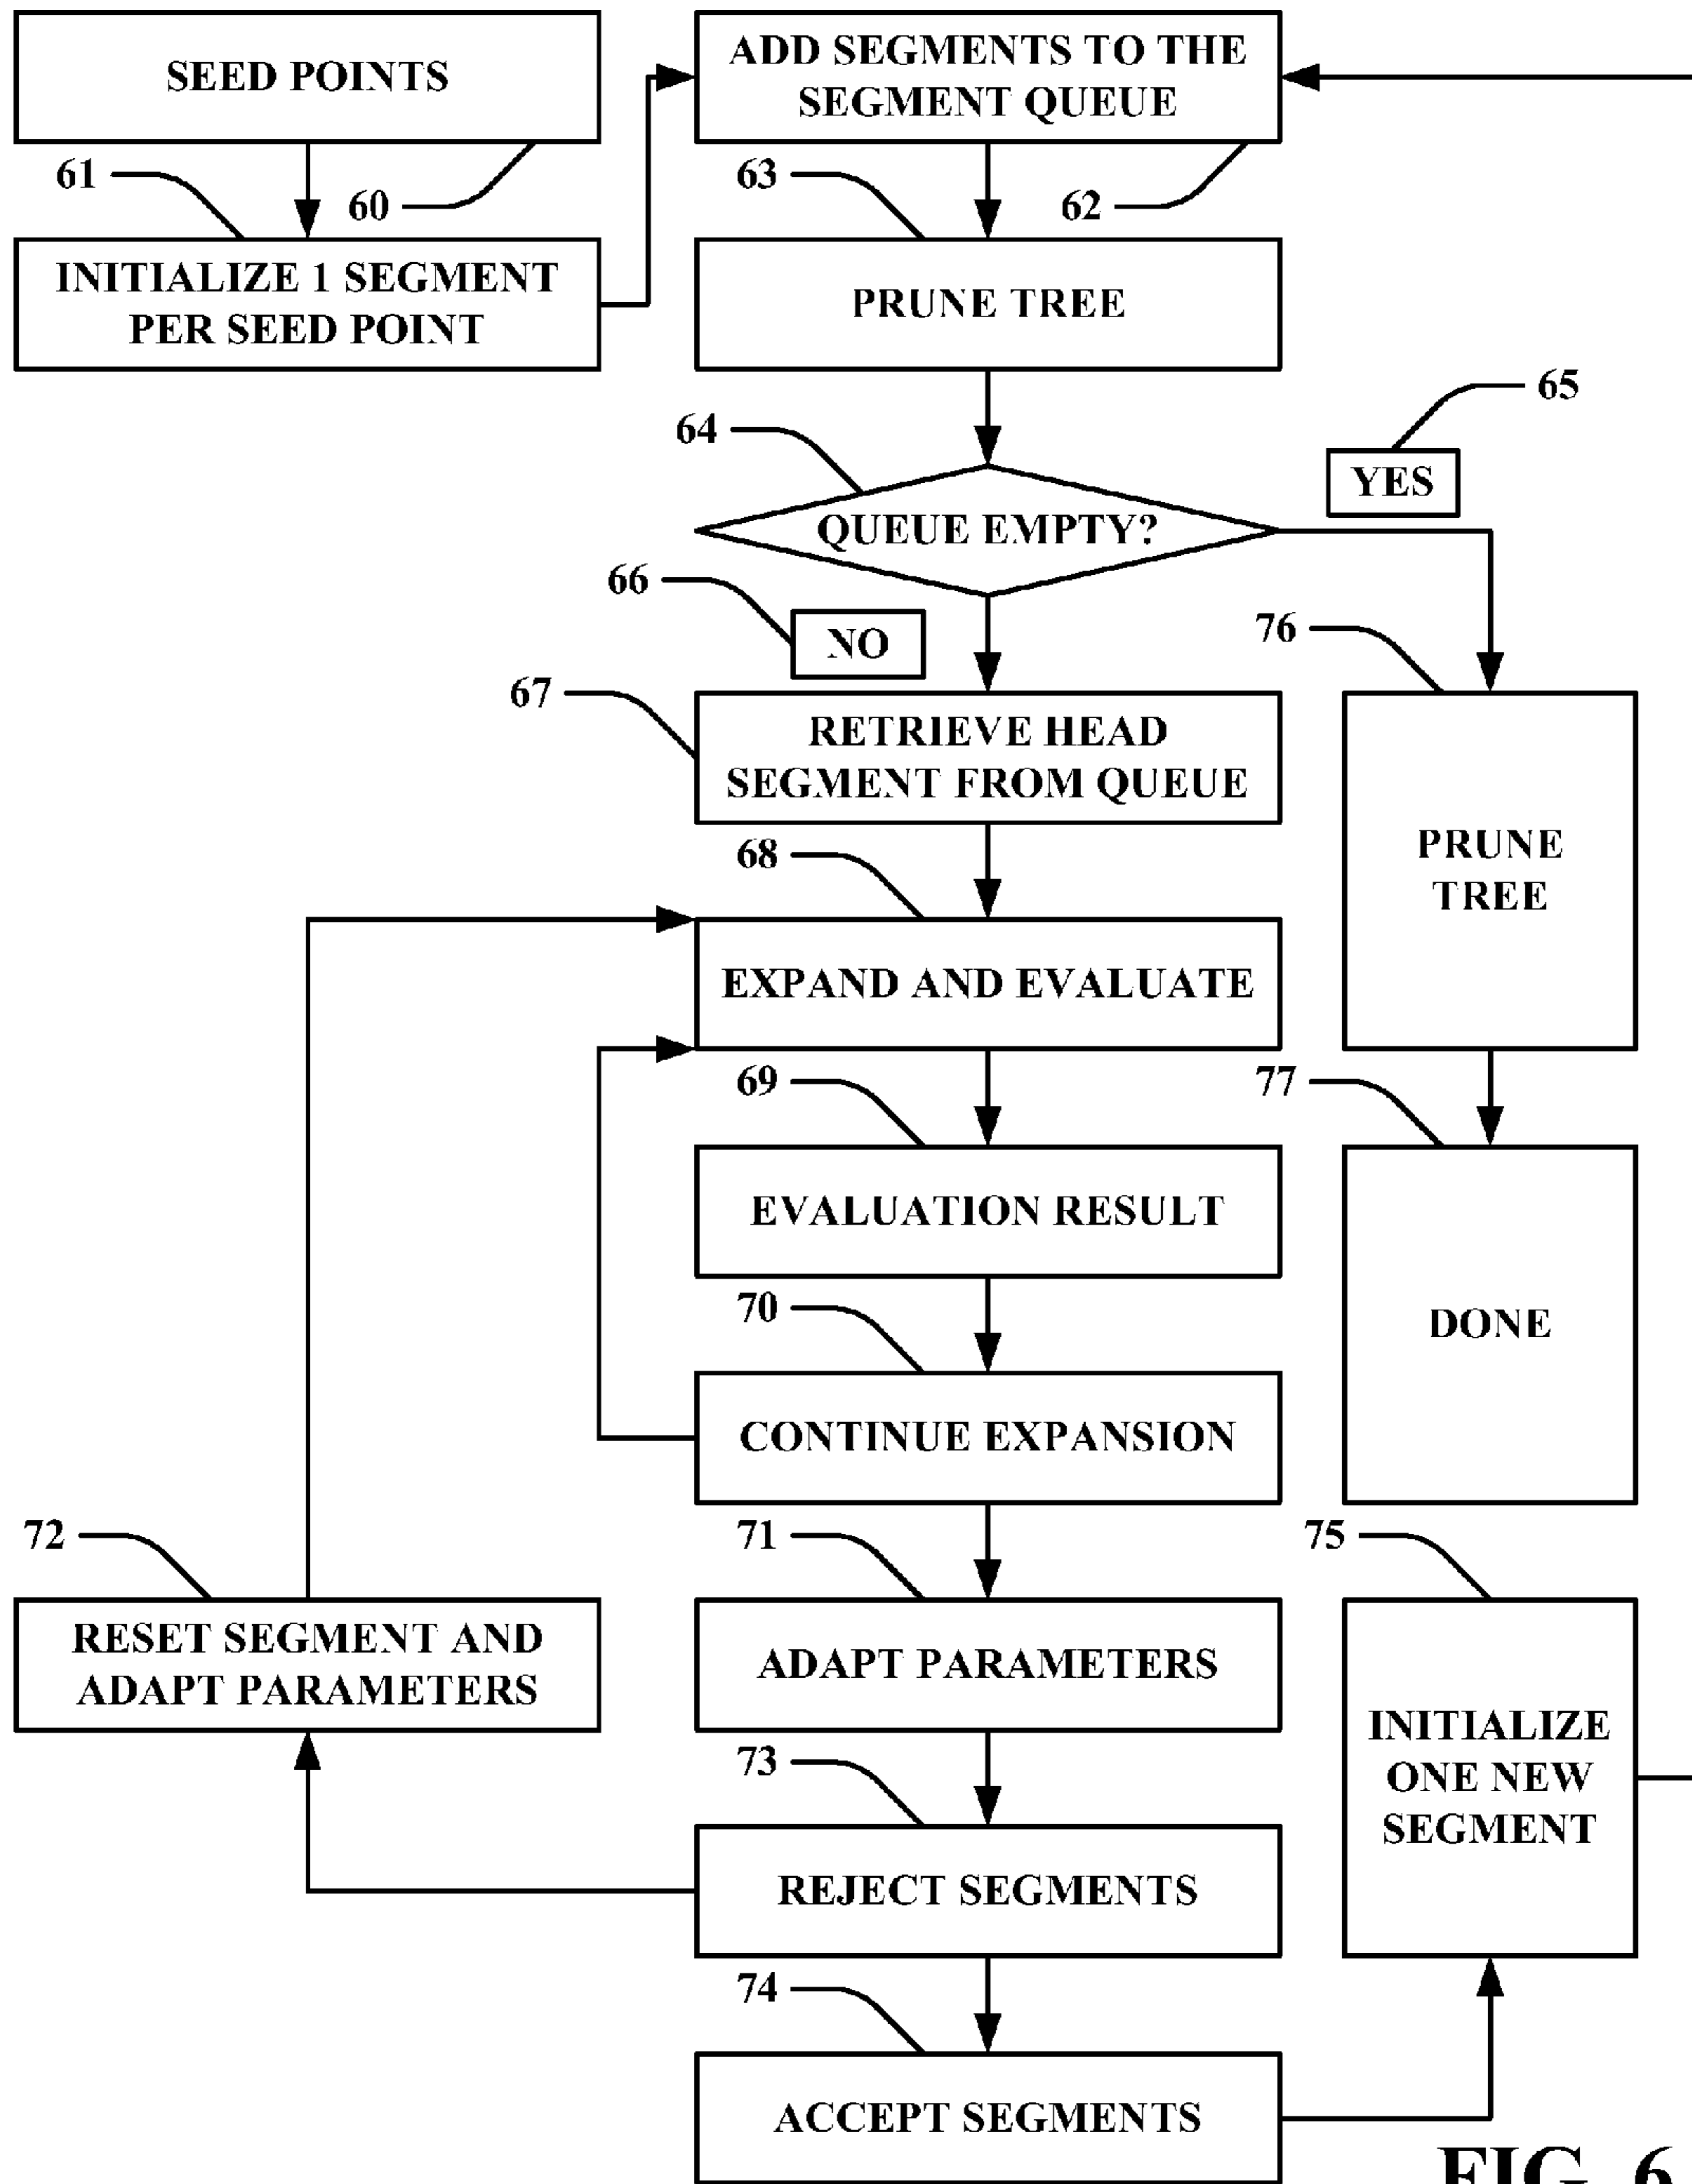 SEED POINTS
ADD SEGMENTS TO THE
SEGMENT QUEUE
61
60
63
62
INITIALIZE 1 SEGMENT
PER SEED POINT
PRUNE TREE
65
64
YES
QUEUE EMPTY?
66
NO
76
67
RETRIEVE HEAD
SEGMENT FROM QUEUE
68
PRUNE
TREE
EXPAND AND EVALUATE
69
77
EVALUATION RESULT
70
DONE
CONTINUE EXPANSION
72
71
75
RESET SEGMENT AND
ADAPT PARAMETERS
ADAPT PARAMETERS
INITIALIZE
ONE NEW
SEGMENT
73
REJECT SEGMENTS
74
ACCEPT SEGMENTS
FIG. 6